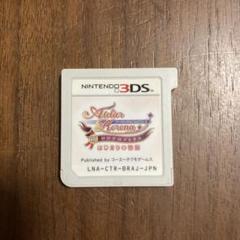 NINTENDO 3DS
Atelier
Rorona
はじまりの物語
Published by コーエーテクモゲームス
LNA-CTR-BRAJ-JPN